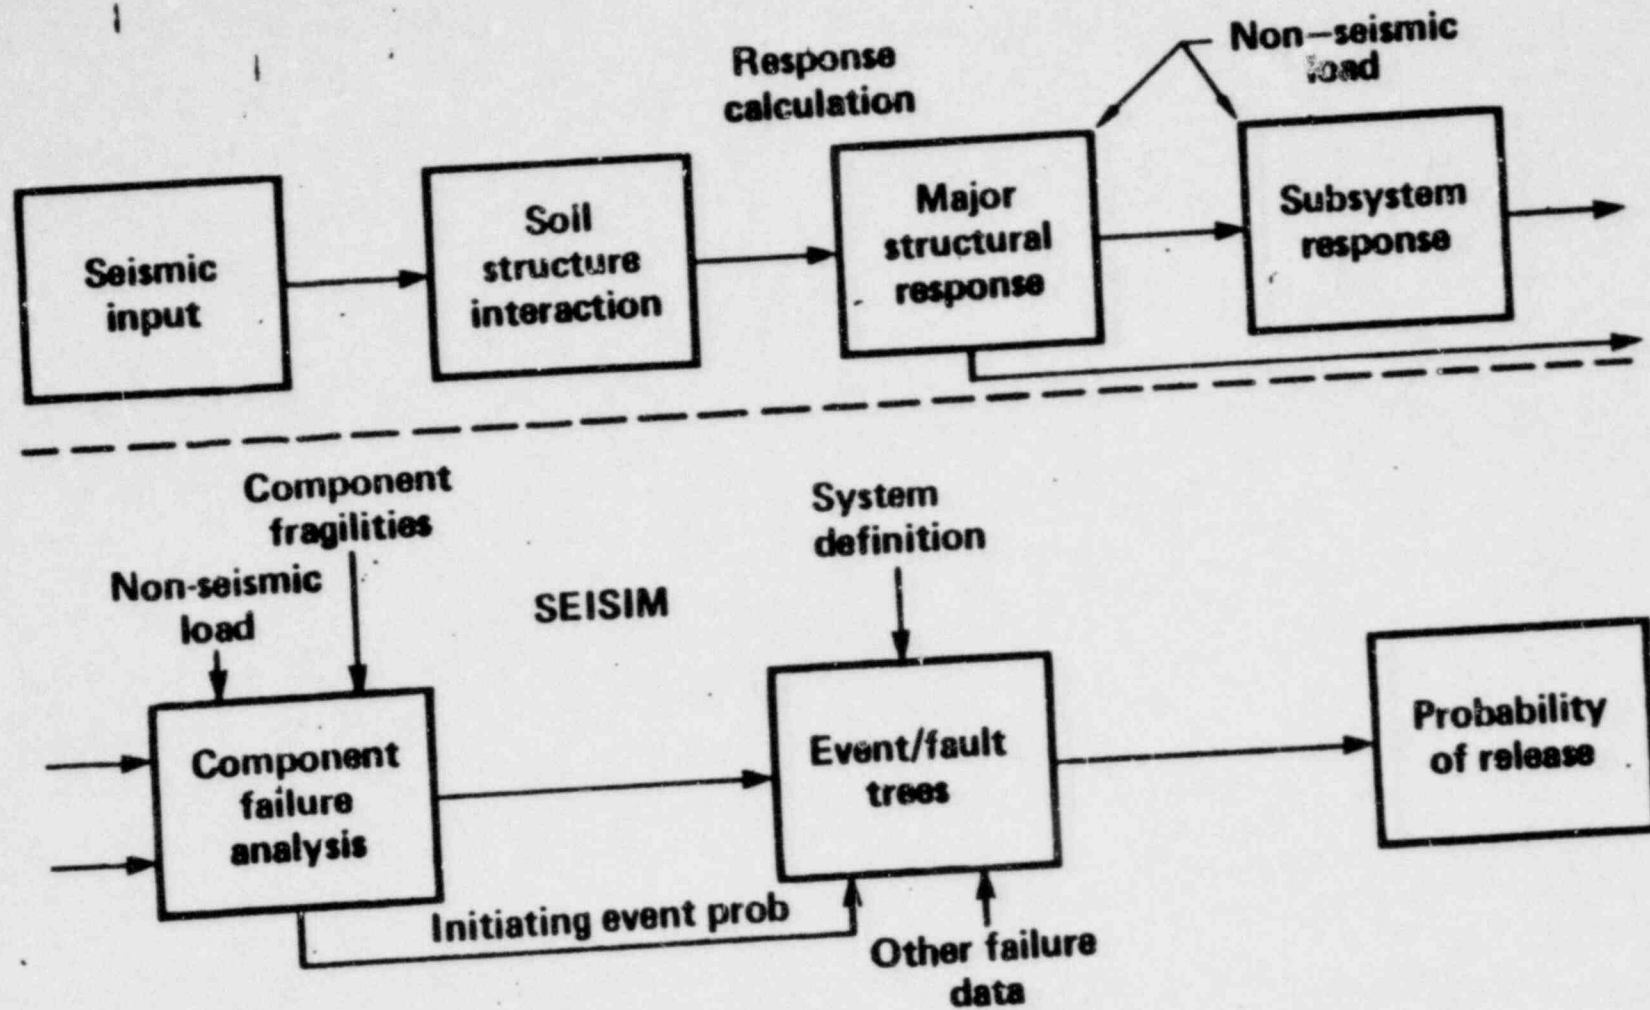 Response
calculation
Non-seismic
load
Seismic
input
Soil
structure
interaction
Major
structural
response
Subsystem
response
Component
fragilities
Non-seismic
load
SEISIM
System
definition
Component
failure
analysis
Event/fault
trees
Probability
of release
Initiating event prob
Other failure
data